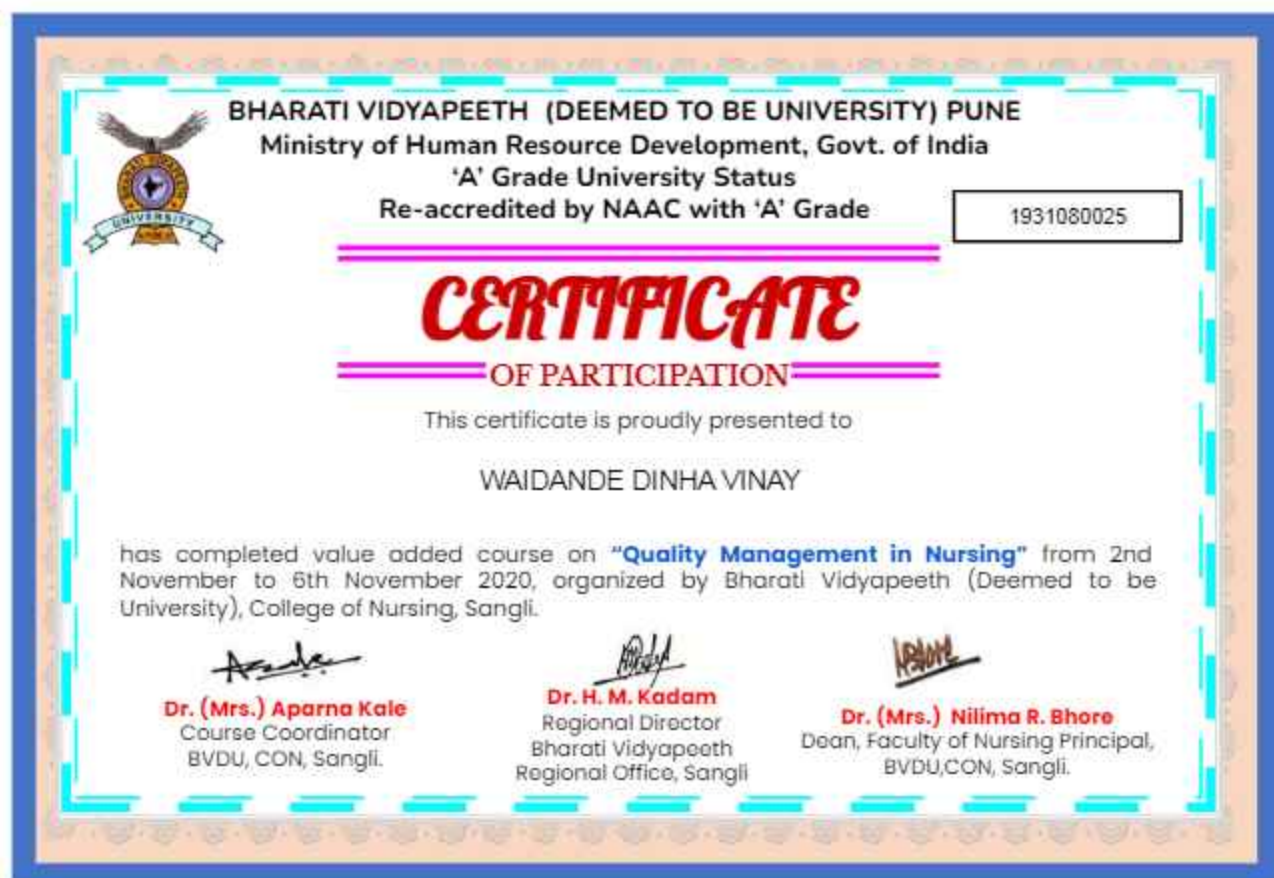 BHARATI VIDYAPEETH (DEEMED TO BE UNIVERSITY) PUNE
Ministry of Human Resource Development, Govt. of India
‘A’ Grade University Status
Re-accredited by NAAC with ‘A’ Grade
1931080025
BHARATI VIDYAPEETH
UNIVERSITY
CERTIFICATE
OF PARTICIPATION
This certificate is proudly presented to
WAIDANDE DINHA VINAY
has completed value added course on “Quality Management in Nursing” from 2nd
November to 6th November 2020, organized by Bharati Vidyapeeth (Deemed to be
University), College of Nursing, Sangli.
Dr. (Mrs.) Aparna Kale
Course Coordinator
BVDU, CON, Sangli.
Dr. H. M. Kadam
Regional Director
Bharati Vidyapeeth
Regional Office, Sangli
Dr. (Mrs.) Nilima R. Bhore
Dean, Faculty of Nursing Principal,
BVDU,CON, Sangli.